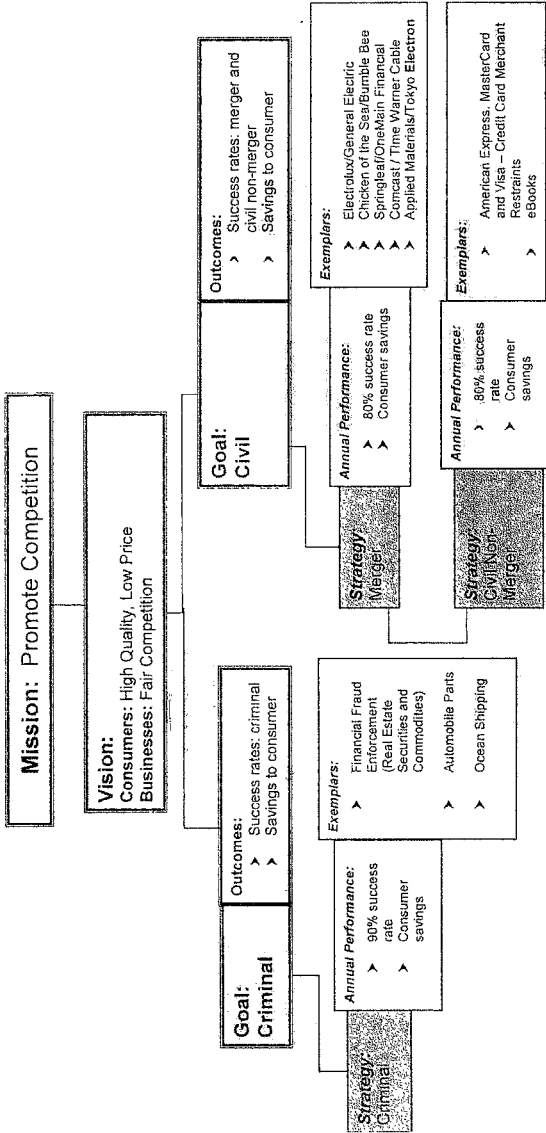 Mission: Promote Competition
Vision:
Consumers: High Quality, Low Price
Businesses: Fair Competition
Goal:
Criminal
Outcomes:
➤ Success rates: criminal
➤ Savings to consumer
Strategy:
Criminal
Annual Performance:
➤ 90% success
rate
➤ Consumer
savings
Exemplars:
➤ Financial Fraud
Enforcement
(Real Estate
Securities and
Commodities)
➤ Automobile Parts
➤ Ocean Shipping
Goal:
Civil
Outcomes:
➤ Success rates: merger and
civil non-merger
➤ Savings to consumer
Strategy:
Merger
Annual Performance:
➤ 80% success rate
➤ Consumer savings
Exemplars:
➤ Electrolux/General Electric
➤ Chicken of the Sea/Bumble Bee
➤ Springleaf/OneMain Financial
➤ Comcast / Time Warner Cable
➤ Applied Materials/Tokyo Electron
Strategy:
Civil Non-
Merger
Annual Performance:
➤ 80% success
rate
➤ Consumer
savings
Exemplars:
➤ American Express, MasterCard
and Visa – Credit Card Merchant
Restraints
➤ eBooks